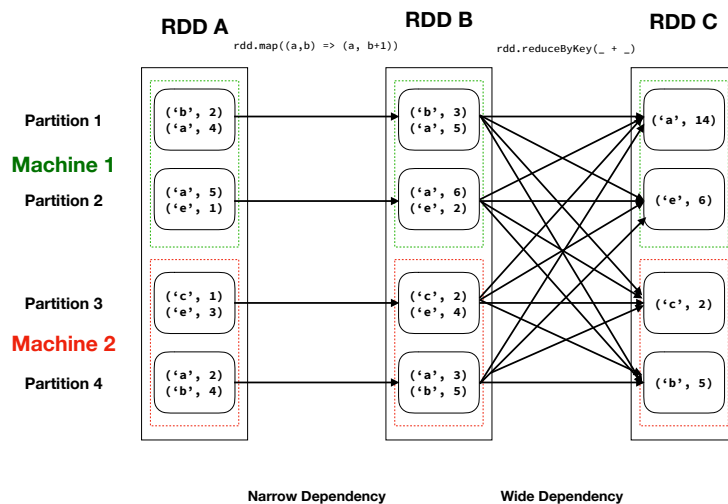 RDD A
RDD B
RDD C
rdd.map((a,b) => (a, b+1))
rdd.reduceByKey(_ + _)
Partition 1
(‘b’, 2)
(‘a’, 4)
(‘b’, 3)
(‘a’, 5)
(‘a’, 14)
Machine 1
Partition 2
(‘a’, 5)
(‘e’, 1)
(‘a’, 6)
(‘e’, 2)
(‘e’, 6)
Partition 3
(‘c’, 1)
(‘e’, 3)
(‘c’, 2)
(‘e’, 4)
(‘c’, 2)
Machine 2
Partition 4
(‘a’, 2)
(‘b’, 4)
(‘a’, 3)
(‘b’, 5)
(‘b’, 5)
Narrow Dependency
Wide Dependency